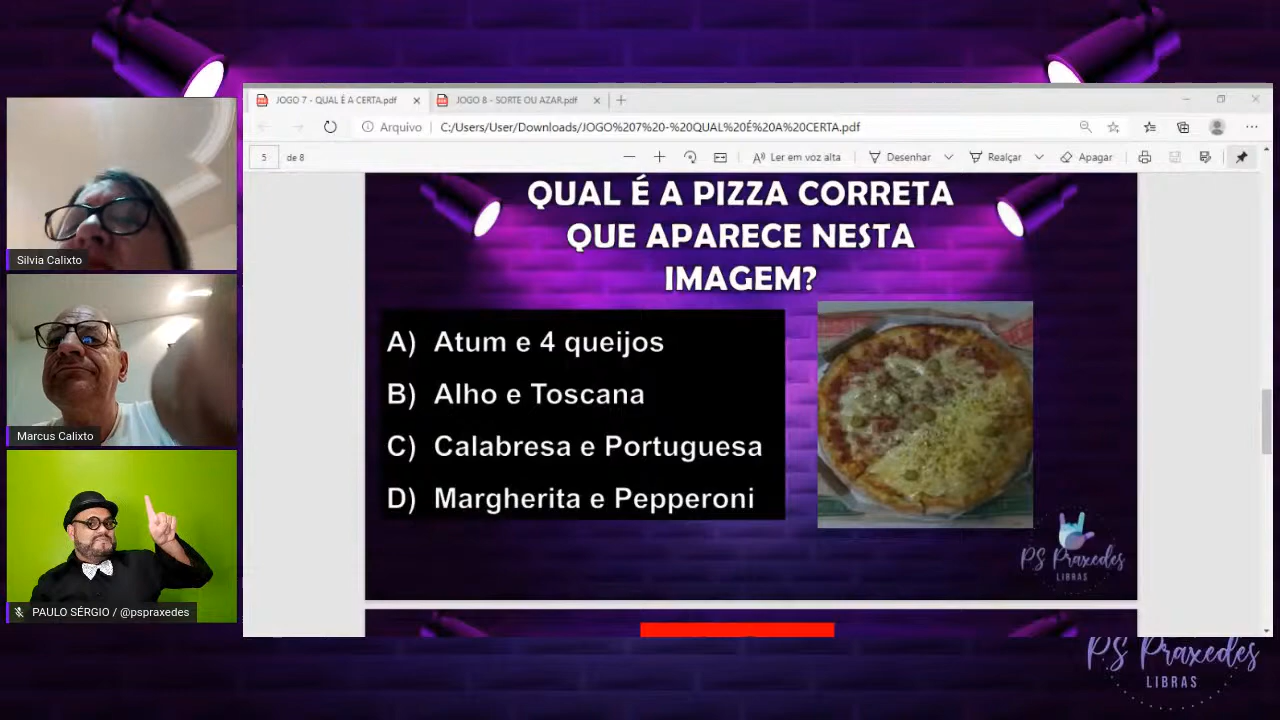 JOGO 7 - QUAL É A CERTA.pdf
JOGO 8 - SORTE OU AZAR.pdf
Arquivo
C:/Users/User/Downloads/JOGO%207%20-%20QUAL%20É%20A%20CERTA.pdf
5 de 8
Ler em voz alta
Desenhar
Realçar
Apagar
QUAL É A PIZZA CORRETA
QUE APARECE NESTA
IMAGEM?
A) Atum e 4 queijos
B) Alho e Toscana
C) Calabresa e Portuguesa
D) Margherita e Pepperoni
PS Praxedes
LIBRAS
Silvia Calixto
Marcus Calixto
PAULO SÉRGIO / @pspraxedes
PS Praxedes
LIBRAS